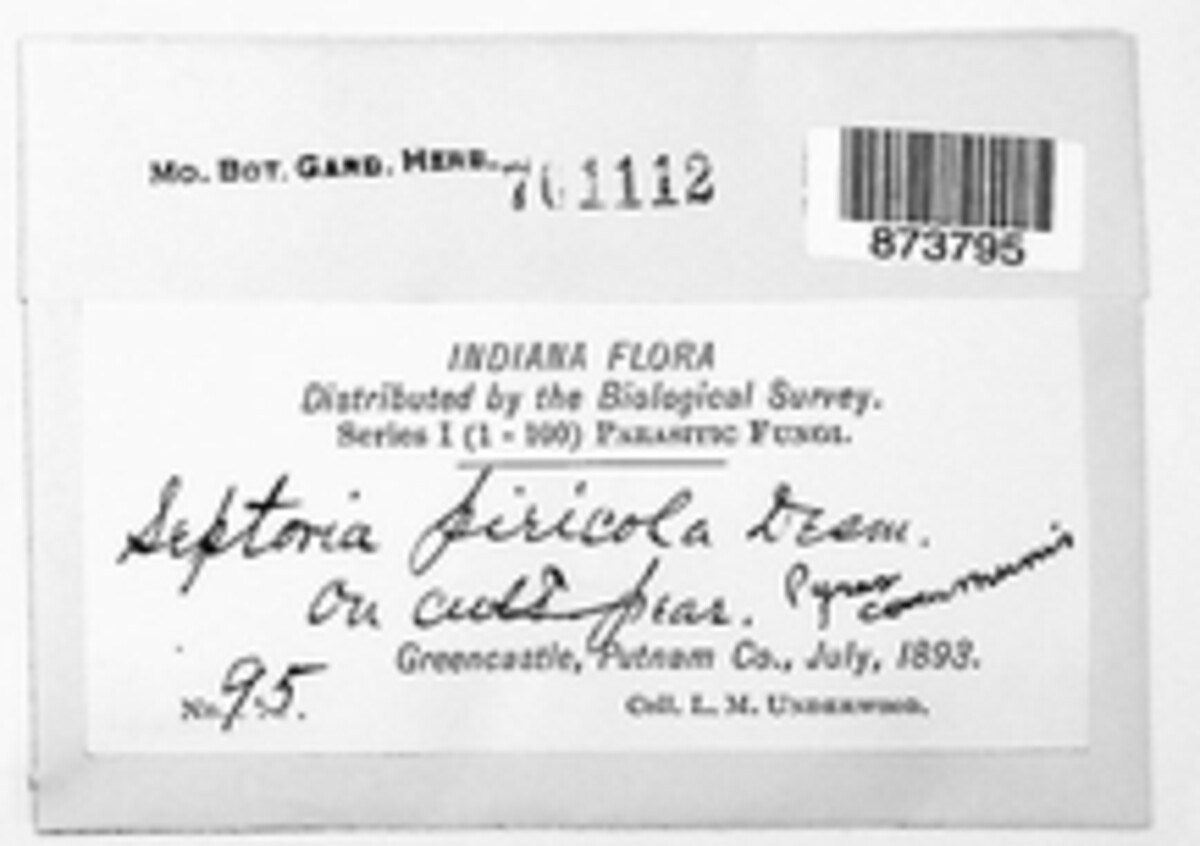 MO. BOT. GARD. HERB.
873795
INDIANA FLORA
Distributed by the Biological Survey.
Series I (1 - 100) PARASITIC FUNGI.
Septoria piricola Desm.
On cult pear. Pyrus communis
Greencastle, Putnam Co., July, 1893.
No. 95.
Coll. L. M. UNDERWOOD.